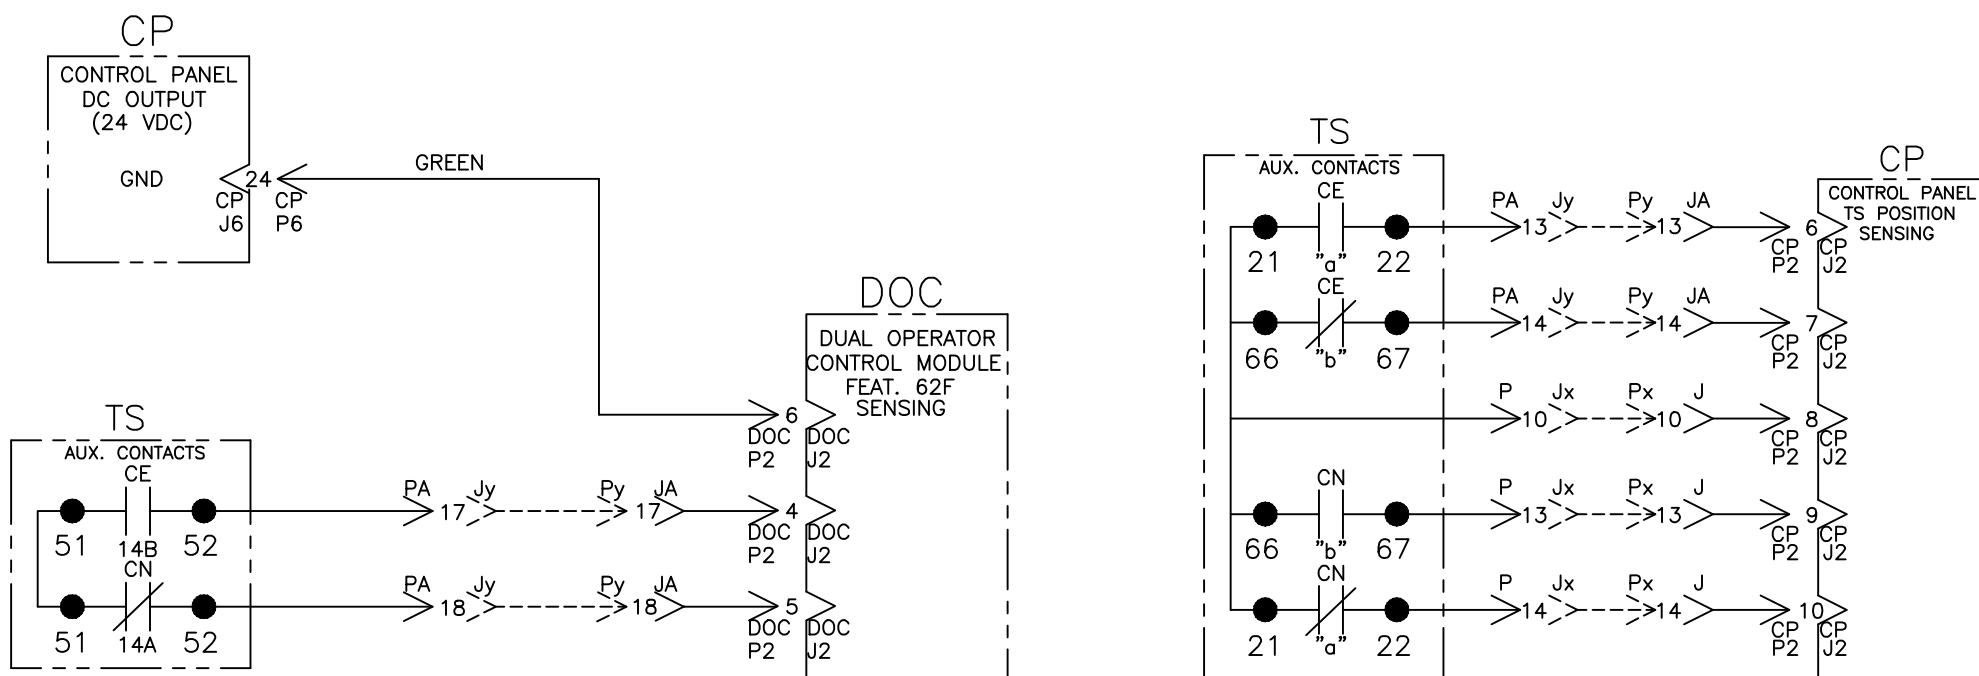 CP
CONTROL PANEL
DC OUTPUT
(24 VDC)
GND
24
CP
J6
CP
P6
GREEN
DOC
DUAL OPERATOR
CONTROL MODULE
FEAT. 62F
SENSING
6
DOC
P2
DOC
J2
TS
AUX. CONTACTS
CE
51
14B
52
PA
17
Jy
Py
17
JA
4
DOC
P2
DOC
J2
CN
51
14A
52
PA
18
Jy
Py
18
JA
5
DOC
P2
DOC
J2
TS
AUX. CONTACTS
CP
CONTROL PANEL
TS POSITION
SENSING
CE
21
"a"
22
PA
13
Jy
Py
13
JA
6
CP
P2
CP
J2
CE
66
"b"
67
PA
14
Jy
Py
14
JA
7
CP
P2
CP
J2
P
10
Jx
Px
10
J
8
CP
P2
CP
J2
CN
66
"b"
67
P
13
Jx
Px
13
J
9
CP
P2
CP
J2
CN
21
"a"
22
P
14
Jx
Px
14
J
10
CP
P2
CP
J2